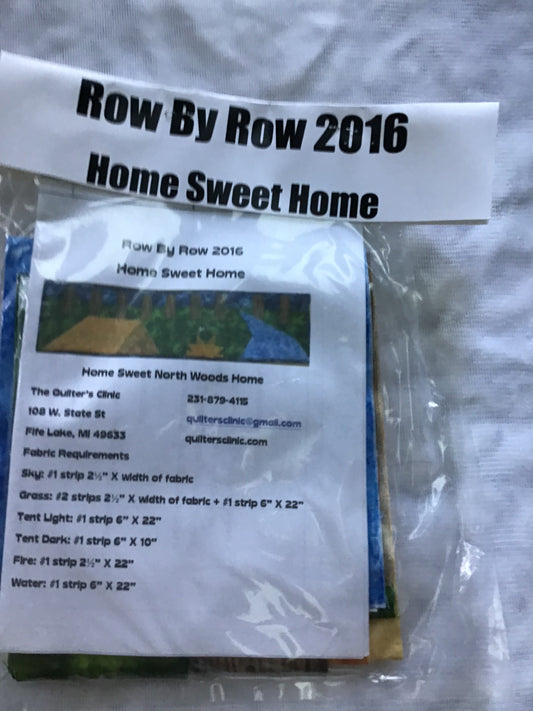 Row By Row 2016
Home Sweet Home
Row By Row 2016
Home Sweet Home
Home Sweet North Woods Home
The Quilter's Clinic 231-879-4115
108 W. State St quiltersclinic@gmail.com
Fife Lake, MI 49633 quiltersclinic.com
Fabric Requirements
Sky: #1 strip 2½" X width of fabric
Grass: #2 strips 2½" X width of fabric + #1 strip 6" X 22"
Tent Light: #1 strip 6" X 22"
Tent Dark: #1 strip 6" X 10"
Fire: #1 strip 2½" X 22"
Water: #1 strip 6" X 22"